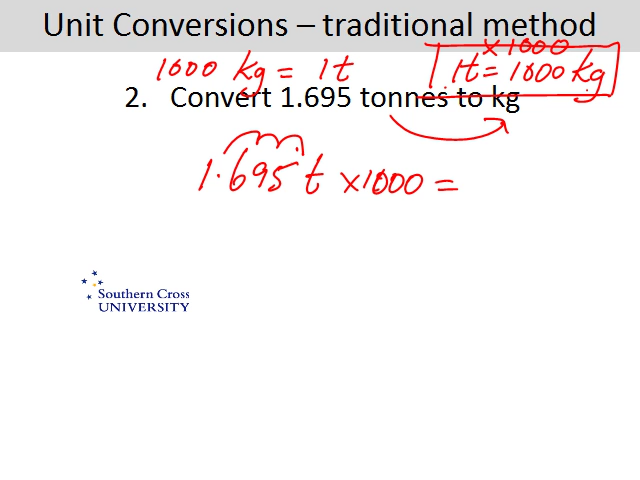 Unit Conversions – traditional method
×1000
1000 kg = 1t
1t = 1000 kg
2. Convert 1.695 tonnes to kg
1.695 t ×1000 =
Southern Cross
UNIVERSITY